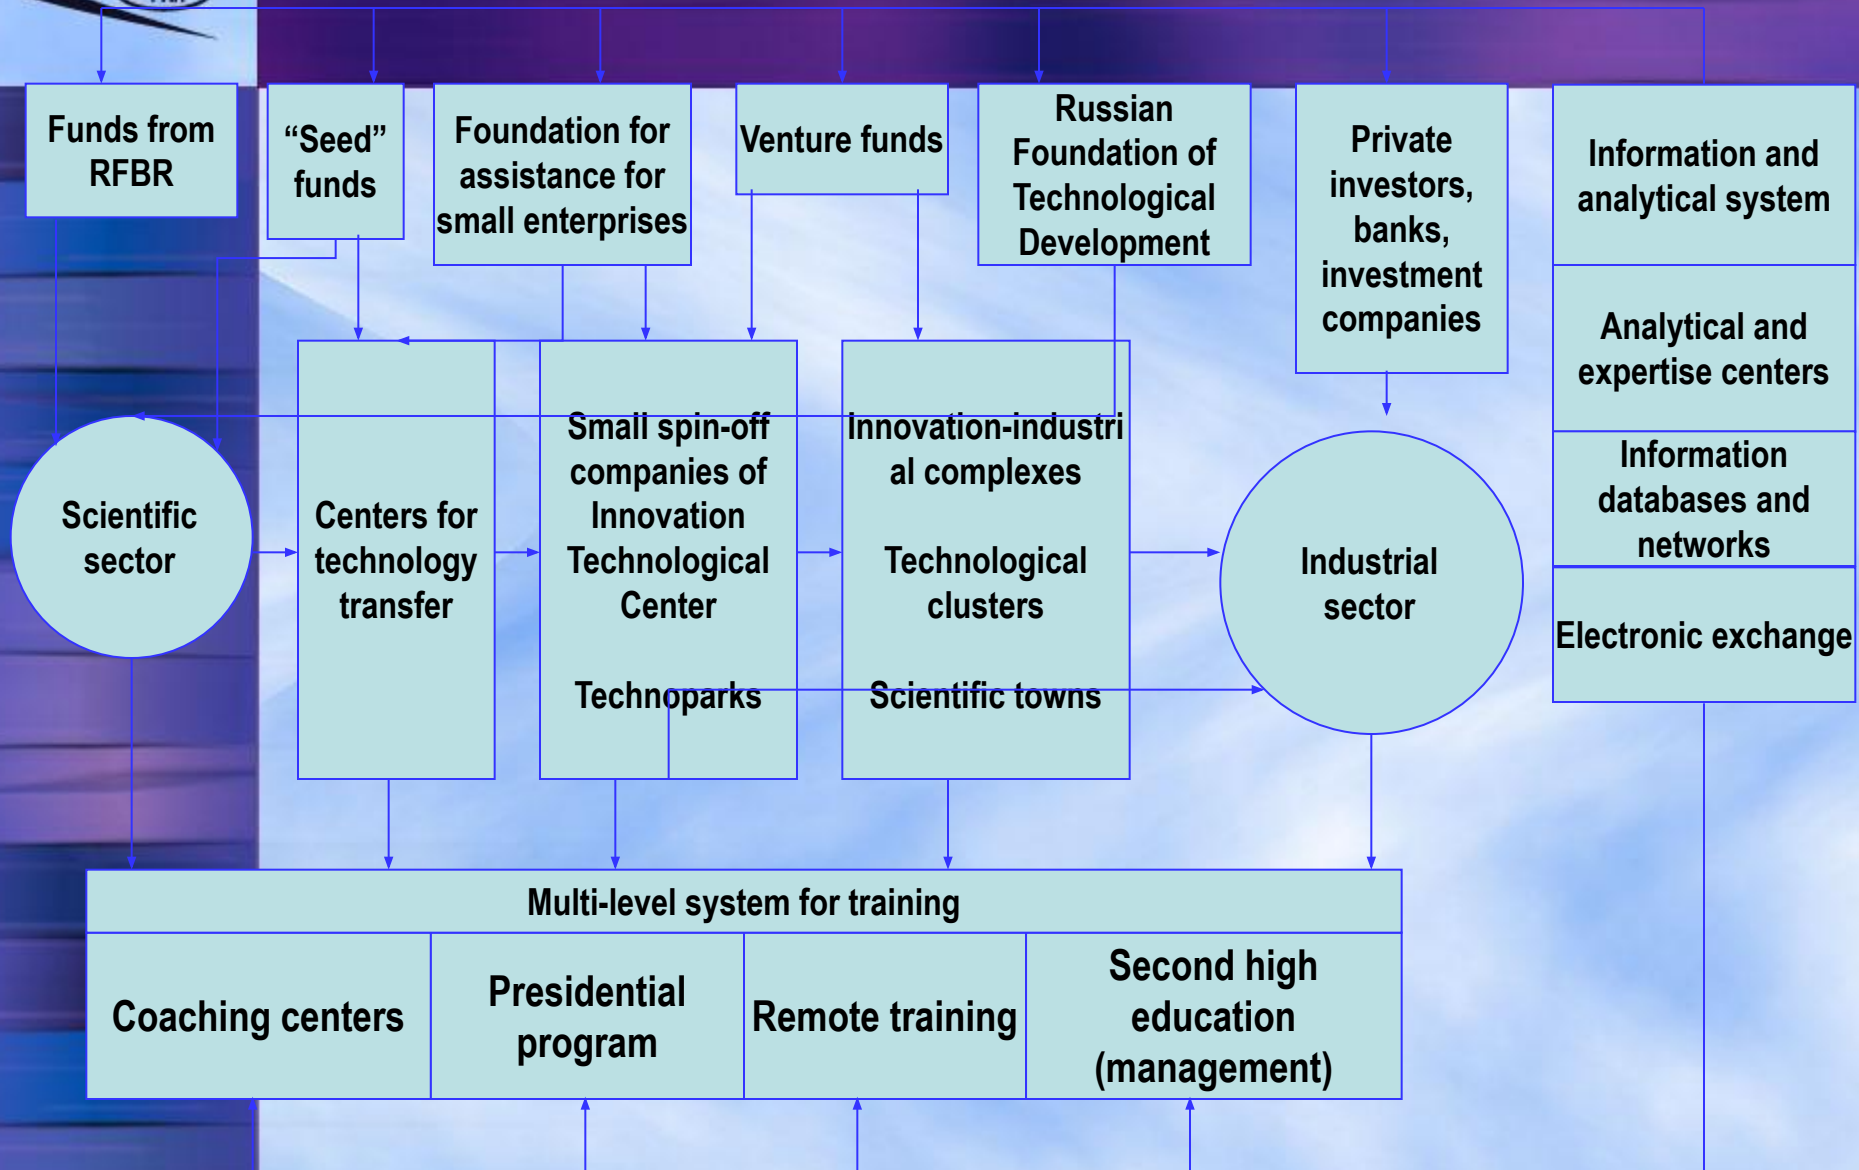 Funds from
RFBR
“Seed”
funds
Foundation for
assistance for
small enterprises
Venture funds
Russian
Foundation of
Technological
Development
Private
investors,
banks,
investment
companies
Information and
analytical system
Analytical and
expertise centers
Information
databases and
networks
Electronic exchange
Scientific
sector
Centers for
technology
transfer
Small spin-off
companies of
Innovation
Technological
Center
Technoparks
Innovation-industri
al complexes
Technological
clusters
Scientific towns
Industrial
sector
Multi-level system for training
Coaching centers
Presidential
program
Remote training
Second high
education
(management)